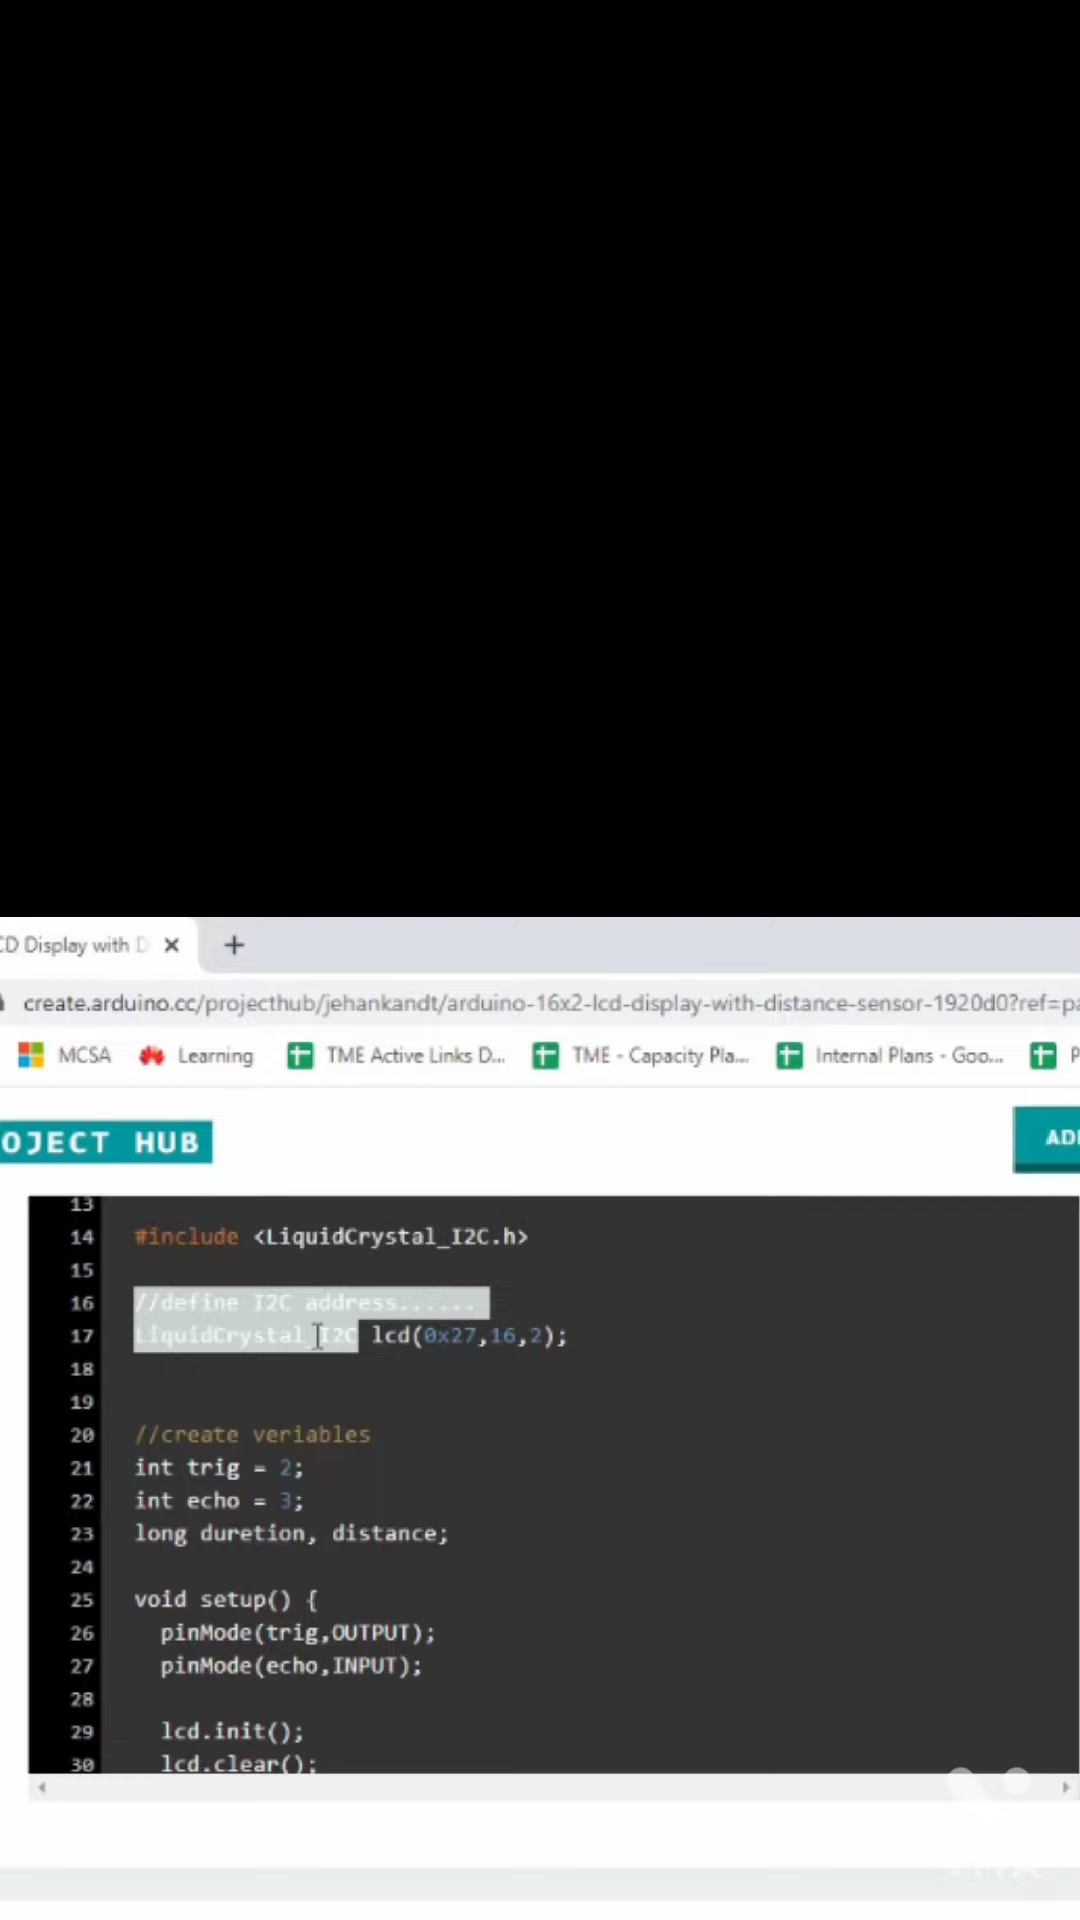 CD Display with D
create.arduino.cc/projecthub/jehankandt/arduino-16x2-lcd-display-with-distance-sensor-1920d0?ref=pa
MCSA Learning TME Active Links D... TME - Capacity Pla... Internal Plans - Goo... P
OJECT HUB
AD
13
14 #include <LiquidCrystal_I2C.h>
15
16 //define I2C address......
17 LiquidCrystal_I2C lcd(0x27,16,2);
18
19
20 //create veriables
21 int trig = 2;
22 int echo = 3;
23 long duretion, distance;
24
25 void setup() {
26 pinMode(trig,OUTPUT);
27 pinMode(echo,INPUT);
28
29 lcd.init();
30 lcd.clear();